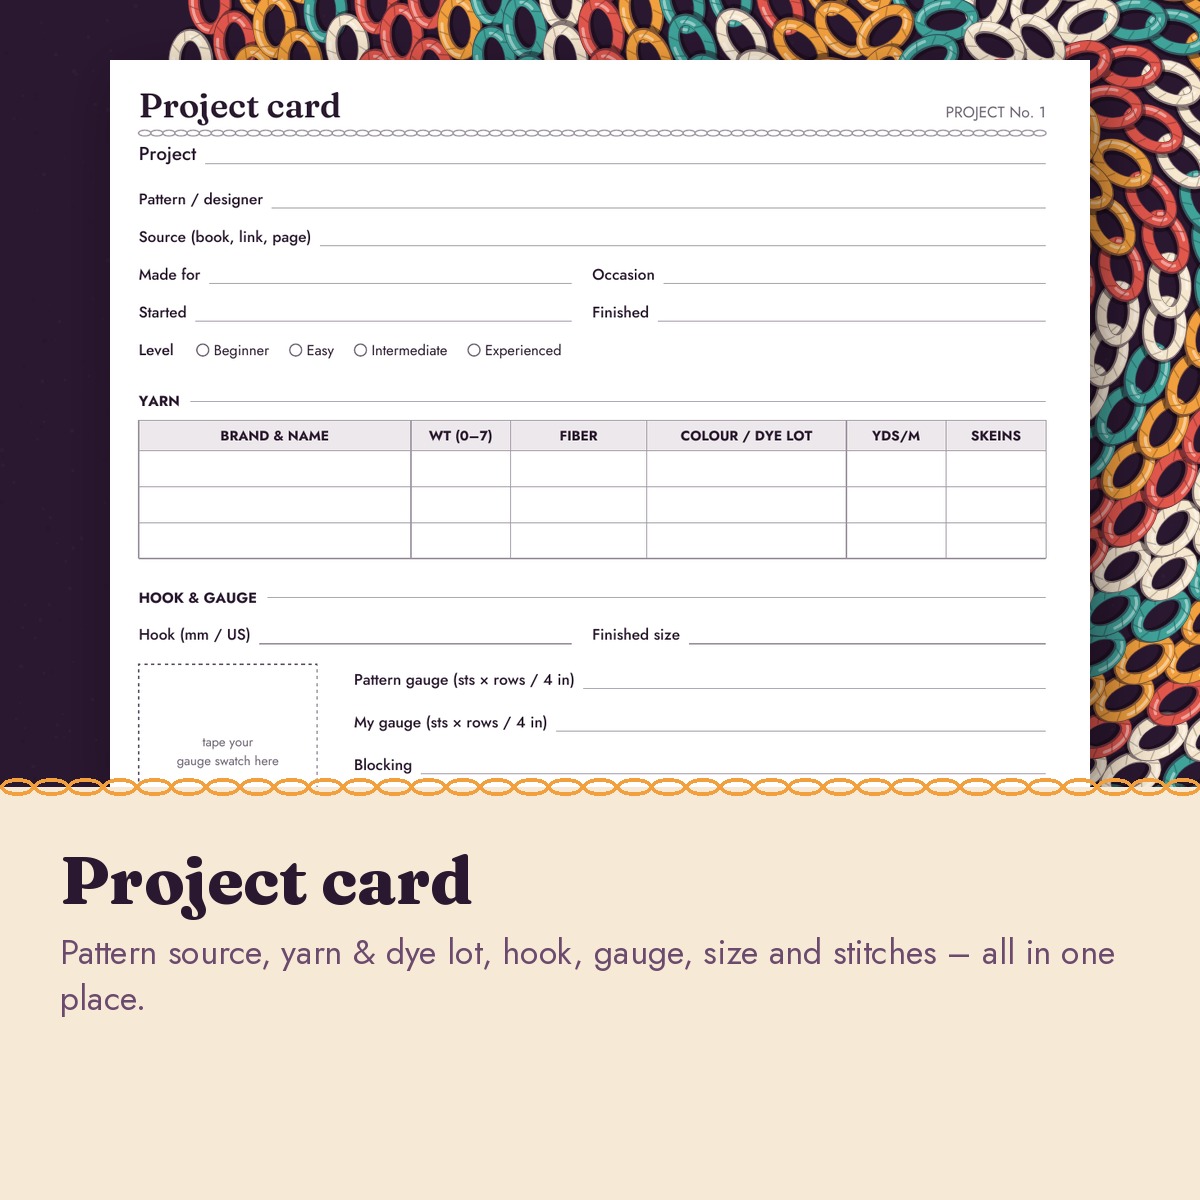 Project card
PROJECT No. 1
Project
Pattern / designer
Source (book, link, page)
Made for
Occasion
Started
Finished
Level Beginner Easy Intermediate Experienced
YARN
BRAND & NAME WT (0–7) FIBER COLOUR / DYE LOT YDS/M SKEINS
HOOK & GAUGE
Hook (mm / US)
Finished size
tape your
gauge swatch here
Pattern gauge (sts × rows / 4 in)
My gauge (sts × rows / 4 in)
Blocking
Project card
Pattern source, yarn & dye lot, hook, gauge, size and stitches – all in one
place.